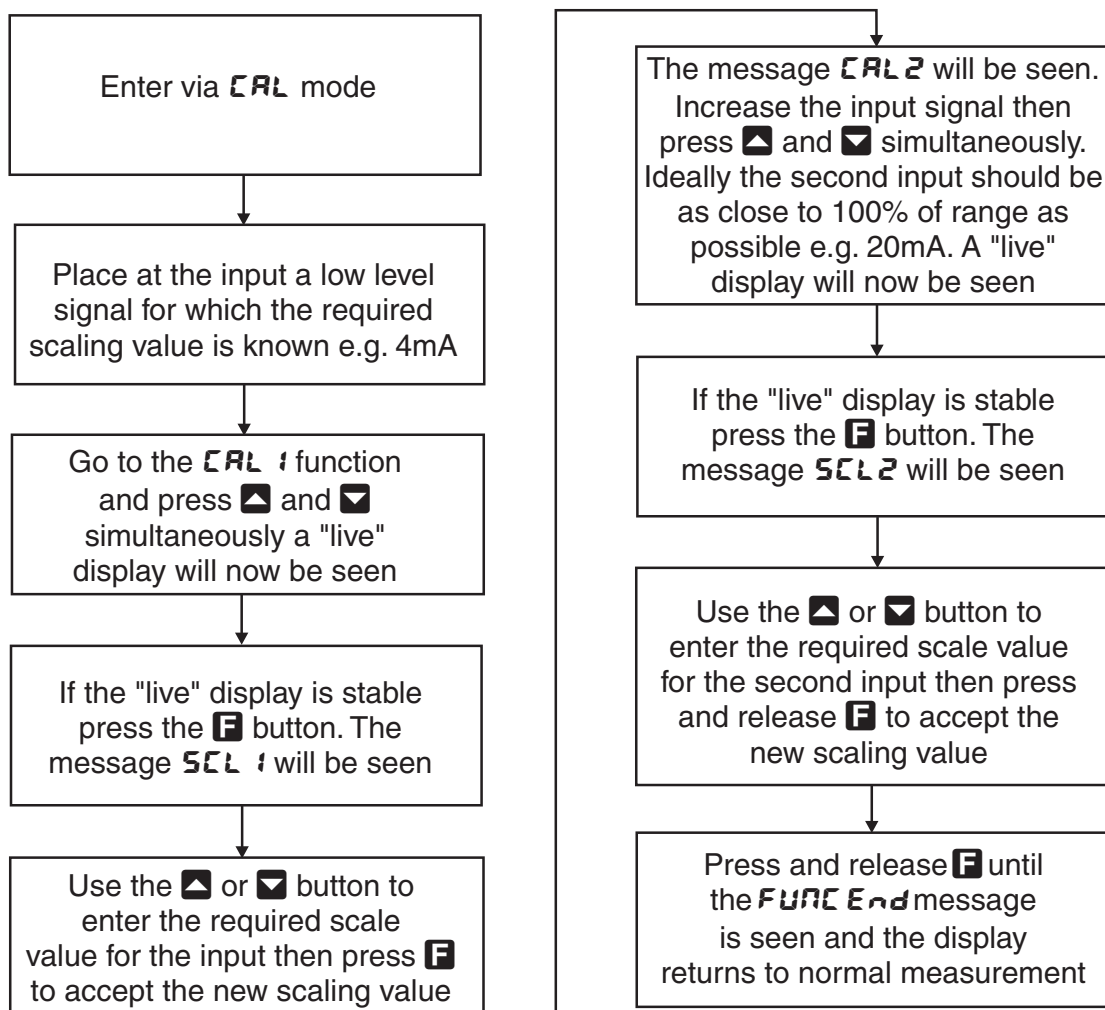 Enter via CAL mode
Place at the input a low level
signal for which the required
scaling value is known e.g. 4mA
Go to the CAL 1 function
and press ▲ and ▼
simultaneously a "live"
display will now be seen
If the "live" display is stable
press the F button. The
message SCL 1 will be seen
Use the ▲ or ▼ button to
enter the required scale
value for the input then press F
to accept the new scaling value
The message CAL2 will be seen.
Increase the input signal then
press ▲ and ▼ simultaneously.
Ideally the second input should be
as close to 100% of range as
possible e.g. 20mA. A "live"
display will now be seen
If the "live" display is stable
press the F button. The
message SCL2 will be seen
Use the ▲ or ▼ button to
enter the required scale value
for the second input then press
and release F to accept the
new scaling value
Press and release F until
the FUNC End message
is seen and the display
returns to normal measurement